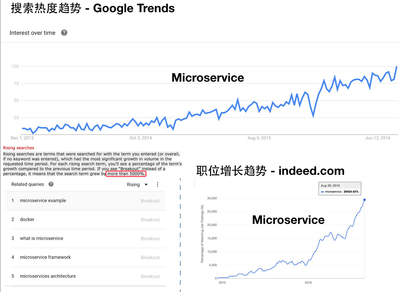 搜索热度趋势 - Google Trends
Interest over time
Microservice
100
75
50
25
Dec 1, 2013
Oct 5, 2014
Aug 9, 2015
Jun 12, 2016
Rising searches
Rising searches are terms that were searched for with the term you entered (or overall,
if no keyword was entered), which had the most significant growth in volume in the
requested time period. For each rising search term, you'll see a percentage of the term's
growth compared to the previous time period. If you see "Breakout" instead of a
percentage, it means that the search term grew by more than 5000%.
Related queries
Rising
1 microservice example Breakout
2 docker Breakout
3 what is microservice Breakout
4 microservice framework Breakout
5 microservices architecture Breakout
职位增长趋势 - indeed.com
Microservice